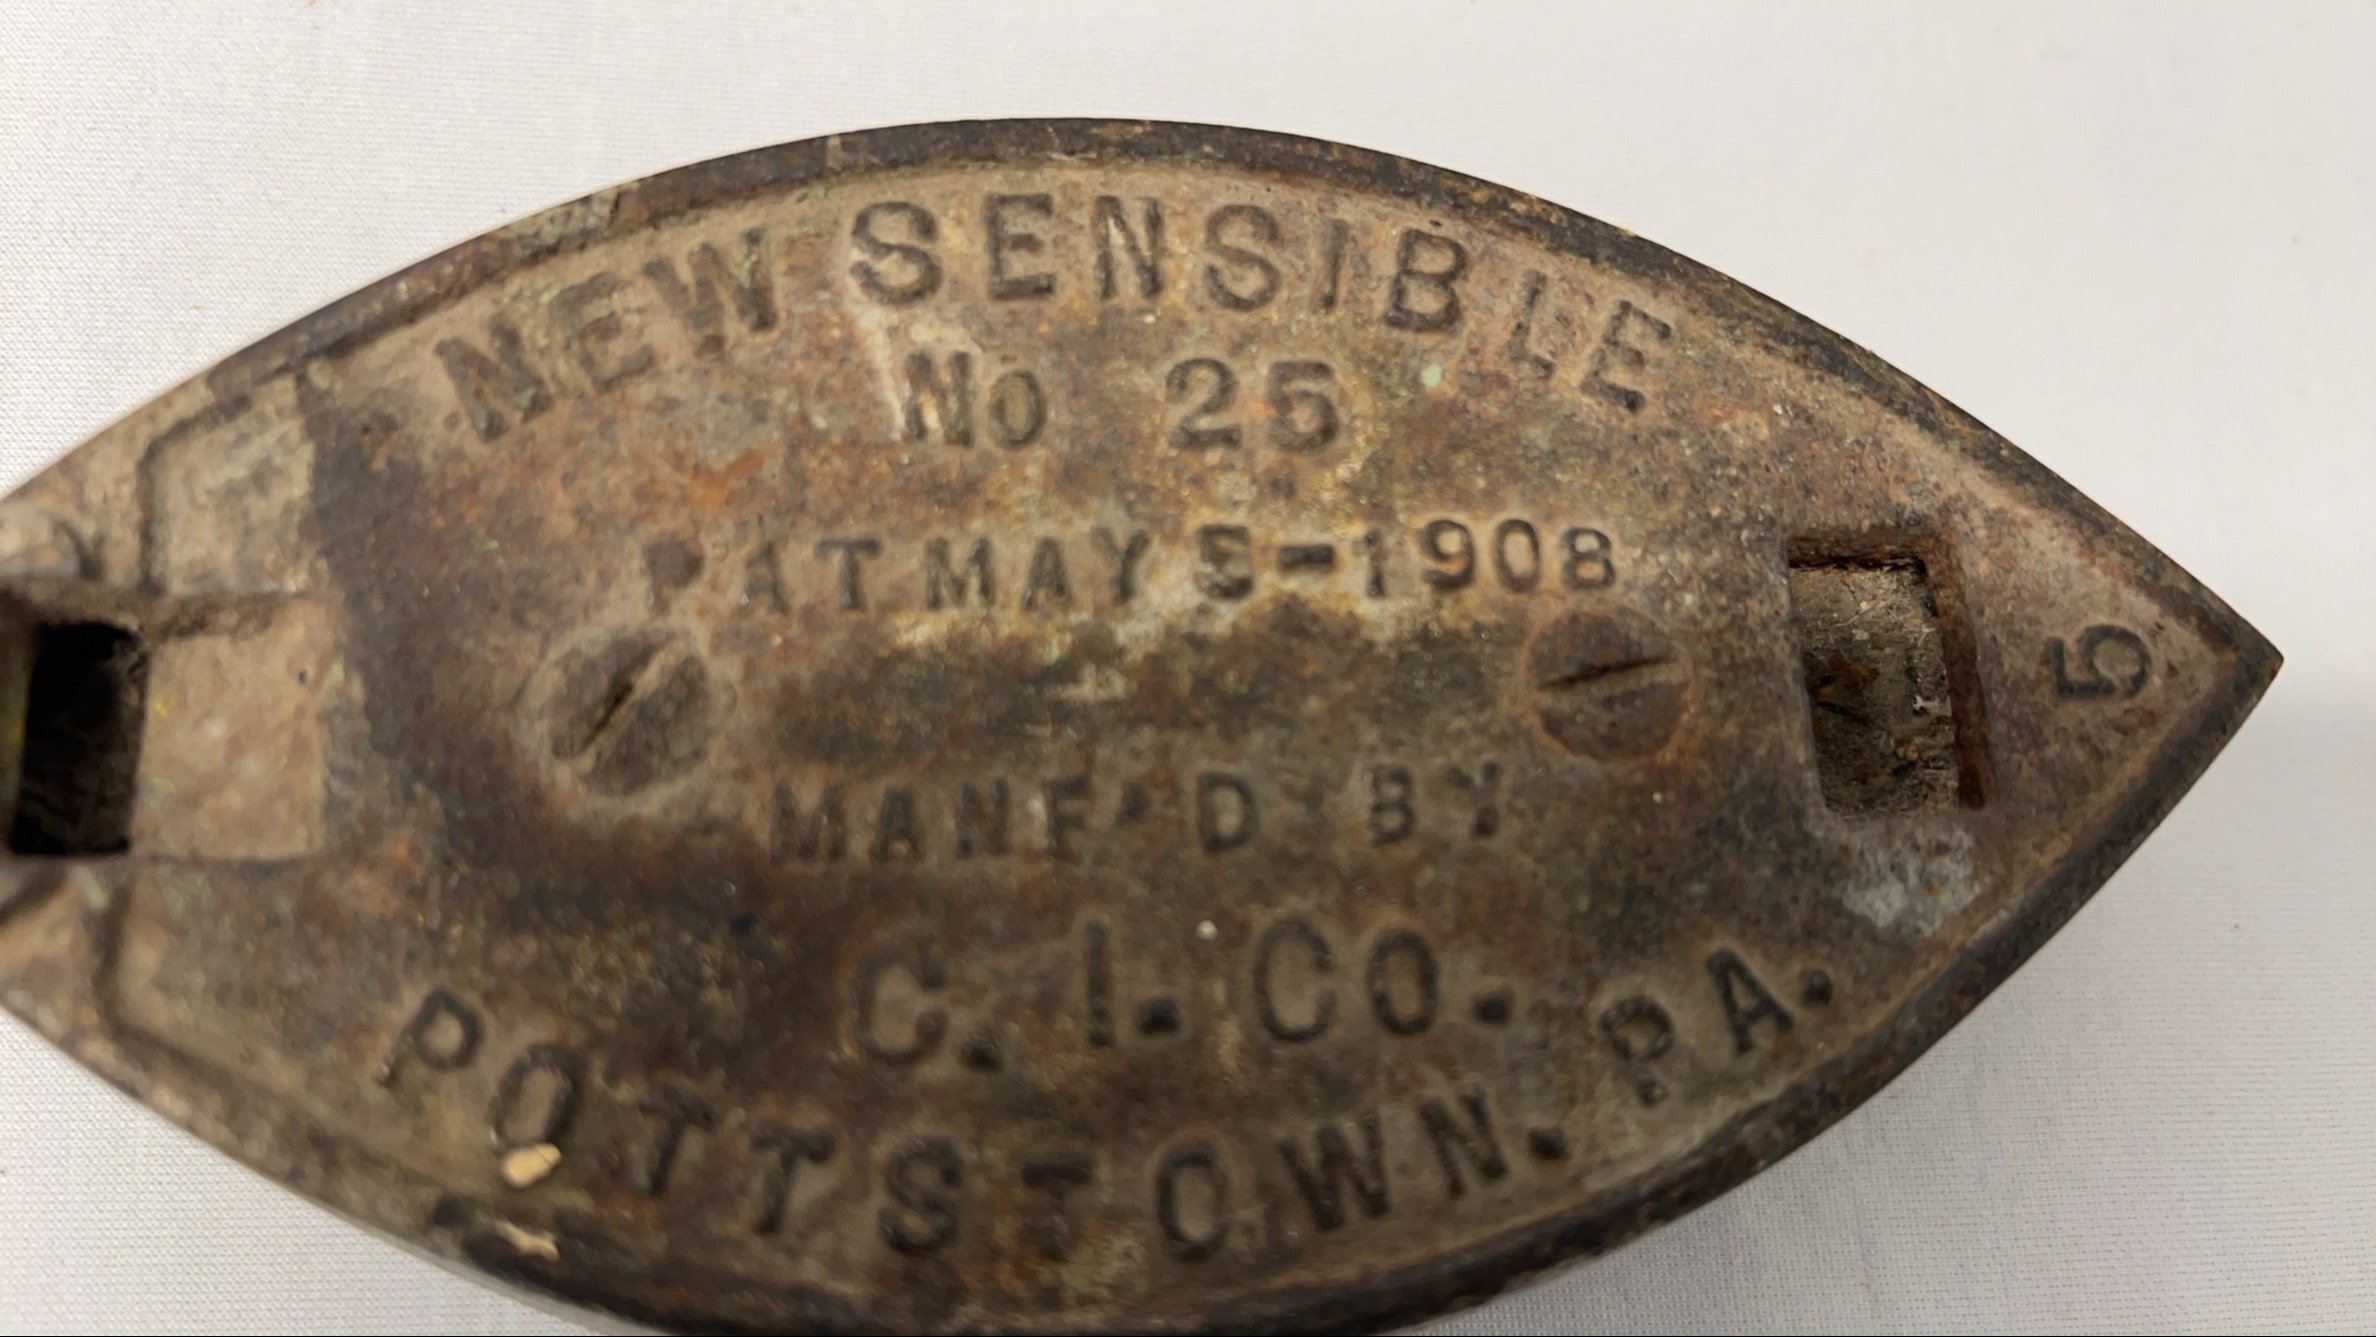 NEW SENSIBLE
No 25
PAT MAY 5-1908
MANF'D BY
C. I. Co.
POTTSTOWN. PA.
5